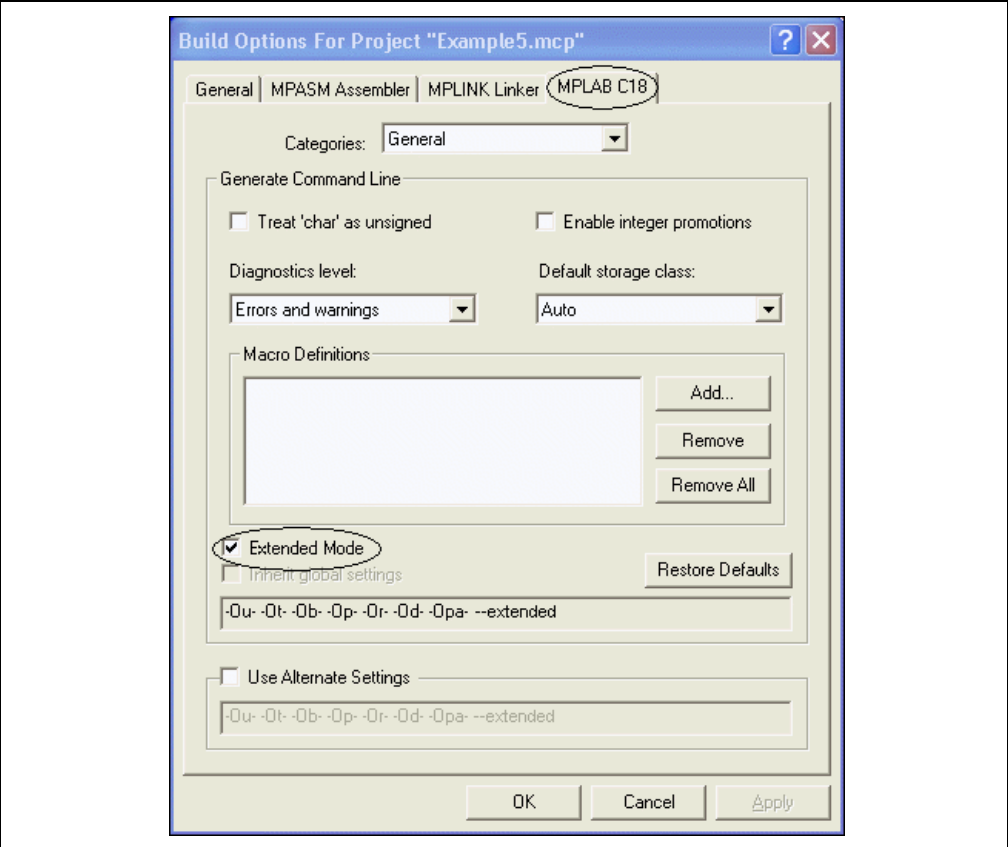 Build Options For Project "Example5.mcp"
General MPASM Assembler MPLINK Linker MPLAB C18
Categories: General
Generate Command Line
Treat 'char' as unsigned Enable integer promotions
Diagnostics level: Default storage class:
Errors and warnings Auto
Macro Definitions
Add...
Remove
Remove All
Extended Mode
Inherit global settings
Restore Defaults
-Ou- -Ot- -Ob- -Op- -Or- -Od- -Opa- --extended
Use Alternate Settings
-Ou- -Ot- -Ob- -Op- -Or- -Od- -Opa- --extended
OK Cancel Apply